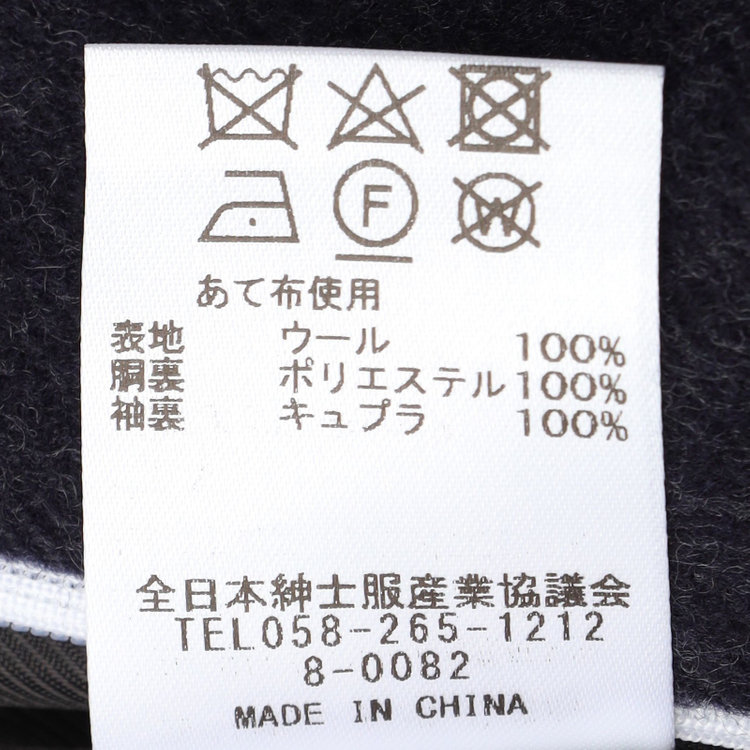 F W
あて布使用
表地 ウール 100%
胴裏 ポリエステル 100%
袖裏 キュプラ 100%
全日本紳士服産業協議会
TEL058-265-1212
8-0082
MADE IN CHINA